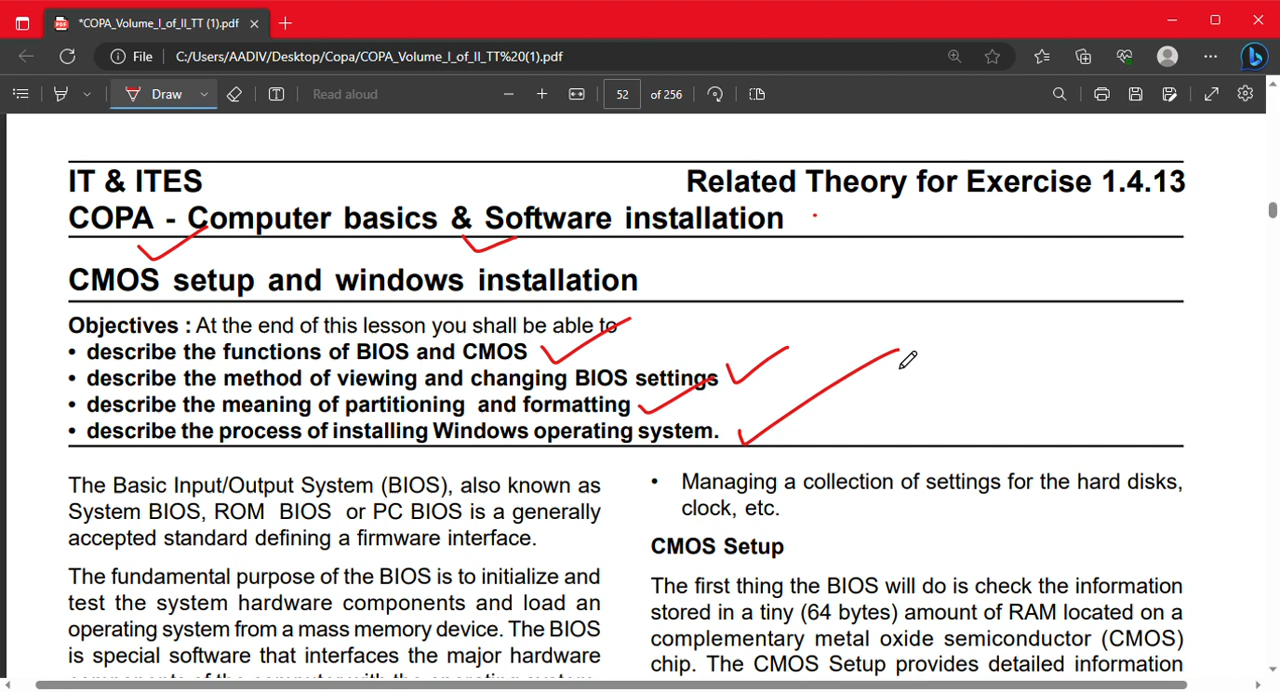 *COPA_Volume_I_of_II_TT (1).pdf
File C:/Users/AADIV/Desktop/Copa/COPA_Volume_I_of_II_TT%20(1).pdf
Draw Read aloud 52 of 256
IT & ITES Related Theory for Exercise 1.4.13
COPA - Computer basics & Software installation
CMOS setup and windows installation
Objectives : At the end of this lesson you shall be able to
• describe the functions of BIOS and CMOS
• describe the method of viewing and changing BIOS settings
• describe the meaning of partitioning and formatting
• describe the process of installing Windows operating system.
The Basic Input/Output System (BIOS), also known as
System BIOS, ROM BIOS or PC BIOS is a generally
accepted standard defining a firmware interface.
The fundamental purpose of the BIOS is to initialize and
test the system hardware components and load an
operating system from a mass memory device. The BIOS
is special software that interfaces the major hardware
• Managing a collection of settings for the hard disks,
clock, etc.
CMOS Setup
The first thing the BIOS will do is check the information
stored in a tiny (64 bytes) amount of RAM located on a
complementary metal oxide semiconductor (CMOS)
chip. The CMOS Setup provides detailed information